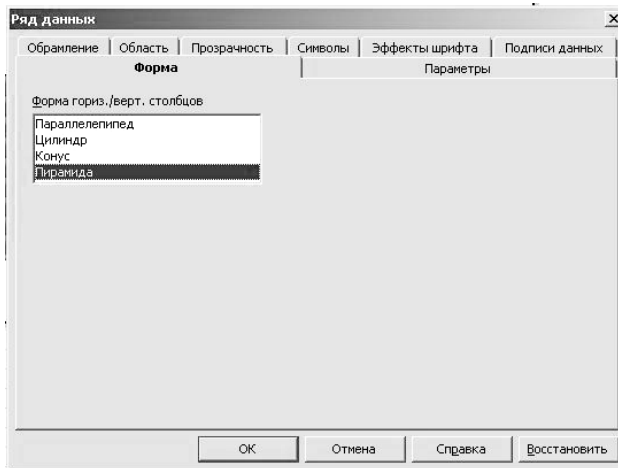 Ряд данных
Обрамление Область Прозрачность Символы Эффекты шрифта Подписи данных
Форма Параметры
Форма гориз./верт. столбцов
Параллелепипед
Цилиндр
Конус
Пирамида
ОК Отмена Справка Восстановить